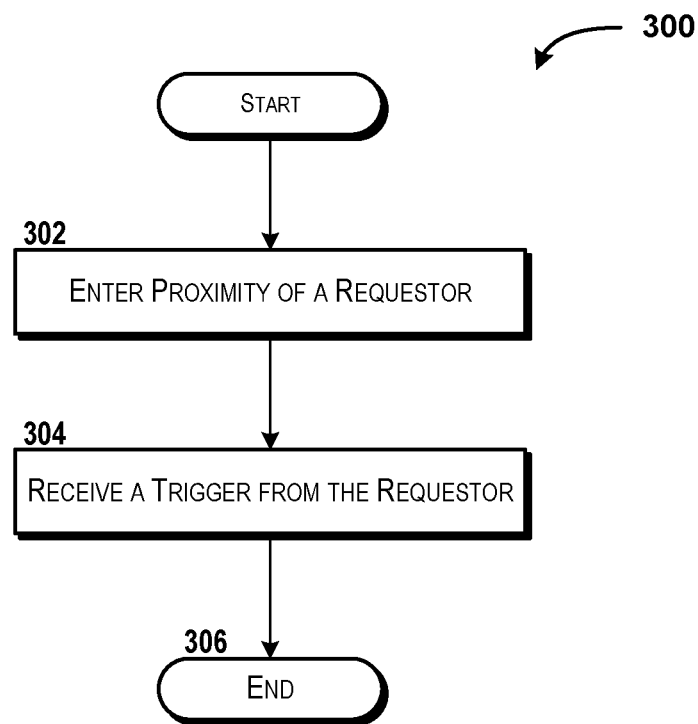 300
START
302
ENTER PROXIMITY OF A REQUESTOR
304
RECEIVE A TRIGGER FROM THE REQUESTOR
306
END